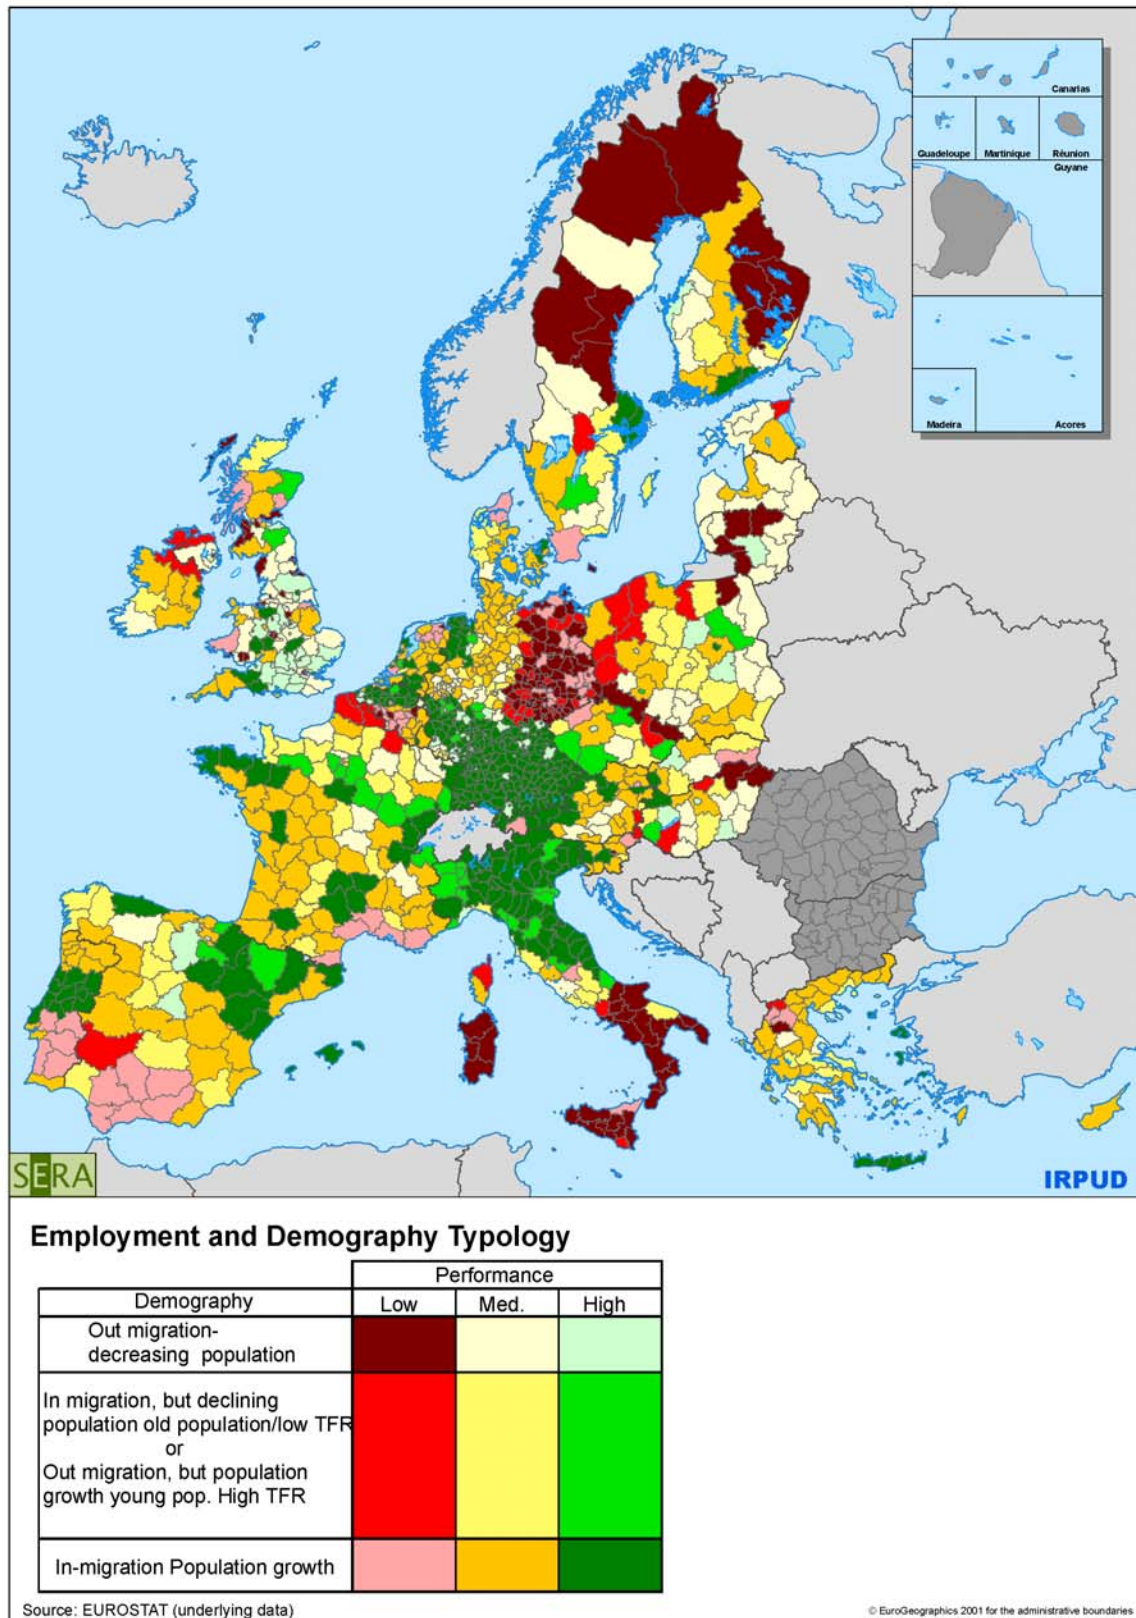 Canarias
Guadeloupe
Martinique
Réunion
Guyane
Madeira
Acores
SERA
IRPUD
Employment and Demography Typology
Performance
Demography
Low
Med.
High
Out migration-
decreasing population
In migration, but declining
population old population/low TFR
or
Out migration, but population
growth young pop. High TFR
In-migration Population growth
Source: EUROSTAT (underlying data)
© EuroGeographics 2001 for the administrative boundaries